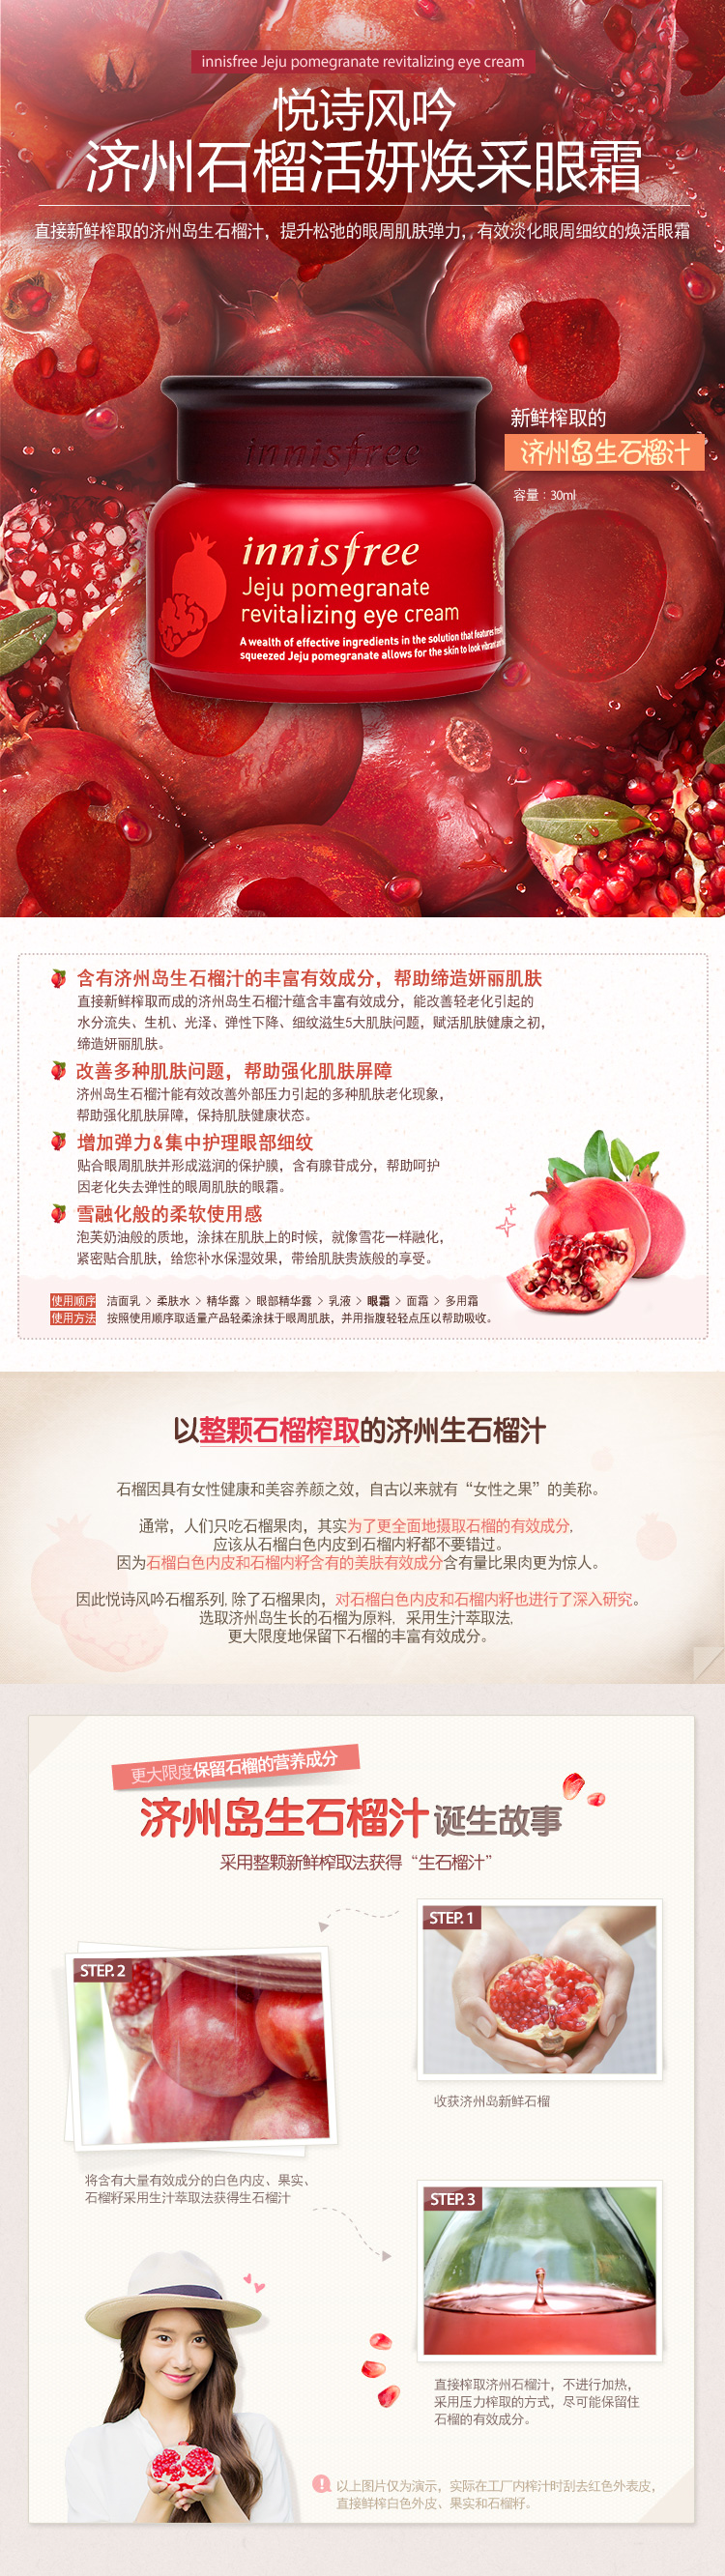 innisfree Jeju pomegranate revitalizing eye cream
悦诗风吟
济州石榴活妍焕采眼霜
直接新鲜榨取的济州岛生石榴汁，提升松弛的眼周肌肤弹力，有效淡化眼周细纹的焕活眼霜
新鲜榨取的
济州岛生石榴汁
容量：30ml
innisfree
innisfree
Jeju pomegranate
revitalizing eye cream
A wealth of effective ingredients in the solution that features freshly
squeezed Jeju pomegranate allows for the skin to look vibrant
含有济州岛生石榴汁的丰富有效成分，帮助缔造妍丽肌肤
直接新鲜榨取而成的济州岛生石榴汁蕴含丰富有效成分，能改善轻老化引起的
水分流失、生机、光泽、弹性下降、细纹滋生5大肌肤问题，赋活肌肤健康之初，
缔造妍丽肌肤。
改善多种肌肤问题，帮助强化肌肤屏障
济州岛生石榴汁能有效改善外部压力引起的多种肌肤老化现象，
帮助强化肌肤屏障，保持肌肤健康状态。
增加弹力&集中护理眼部细纹
贴合眼周肌肤并形成滋润的保护膜，含有腺苷成分，帮助呵护
因老化失去弹性的眼周肌肤的眼霜。
雪融化般的柔软使用感
泡芙奶油般的质地，涂抹在肌肤上的时候，就像雪花一样融化，
紧密贴合肌肤，给您补水保湿效果，带给肌肤贵族般的享受。
使用顺序 洁面乳 > 柔肤水 > 精华露 > 眼部精华露 > 乳液 > 眼霜 > 面霜 > 多用霜
使用方法 按照使用顺序取适量产品轻柔涂抹于眼周肌肤，并用指腹轻轻点压以帮助吸收。
以整颗石榴榨取的济州生石榴汁
石榴因具有女性健康和美容养颜之效，自古以来就有“女性之果”的美称。
通常，人们只吃石榴果肉，其实为了更全面地摄取石榴的有效成分，
应该从石榴白色内皮到石榴内籽都不要错过。
因为石榴白色内皮和石榴内籽含有的美肤有效成分含有量比果肉更为惊人。
因此悦诗风吟石榴系列，除了石榴果肉，对石榴白色内皮和石榴内籽也进行了深入研究。
选取济州岛生长的石榴为原料，采用生汁萃取法，
更大限度地保留下石榴的丰富有效成分。
更大限度保留石榴的营养成分
济州岛生石榴汁诞生故事
采用整颗新鲜榨取法获得“生石榴汁”
STEP. 1
收获济州岛新鲜石榴
STEP. 2
将含有大量有效成分的白色内皮、果实、
石榴籽采用生汁萃取法获得生石榴汁
STEP. 3
直接榨取济州石榴汁，不进行加热，
采用压力榨取的方式，尽可能保留住
石榴的有效成分。
以上图片仅为演示，实际在工厂内榨汁时刮去红色外表皮，
直接鲜榨白色外皮、果实和石榴籽。